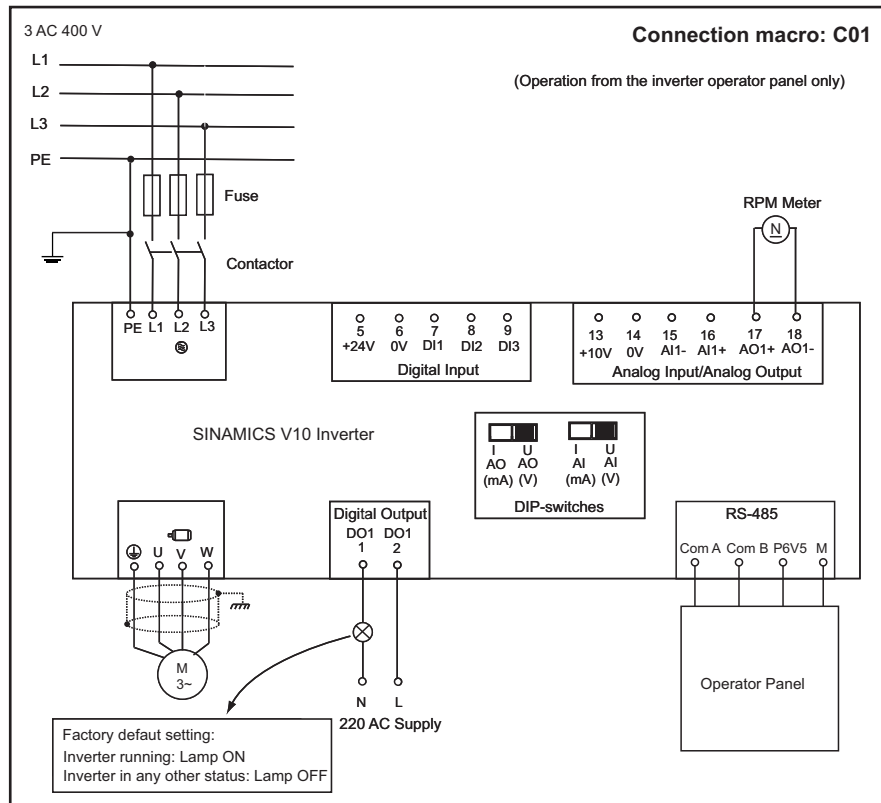 3 AC 400 V
Connection macro: C01
L1
(Operation from the inverter operator panel only)
L2
L3
PE
Fuse
RPM Meter
N
Contactor
PE L1 L2 L3
5 6 7 8 9
+24V 0V DI1 DI2 DI3
Digital Input
13 14 15 16 17 18
+10V 0V AI1- AI1+ AO1+ AO1-
Analog Input/Analog Output
SINAMICS V10 Inverter
I U I U
AO AO AI AI
(mA) (V) (mA) (V)
DIP-switches
Digital Output
DO1 DO1
1 2
RS-485
Com A Com B P6V5 M
U V W
M
3~
Operator Panel
N L
220 AC Supply
Factory defaut setting:
Inverter running: Lamp ON
Inverter in any other status: Lamp OFF